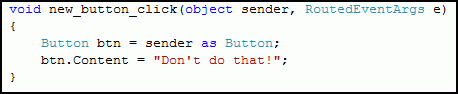 void new_button_click(object sender, RoutedEventArgs e)
{
    Button btn = sender as Button;
    btn.Content = "Don't do that!";
}